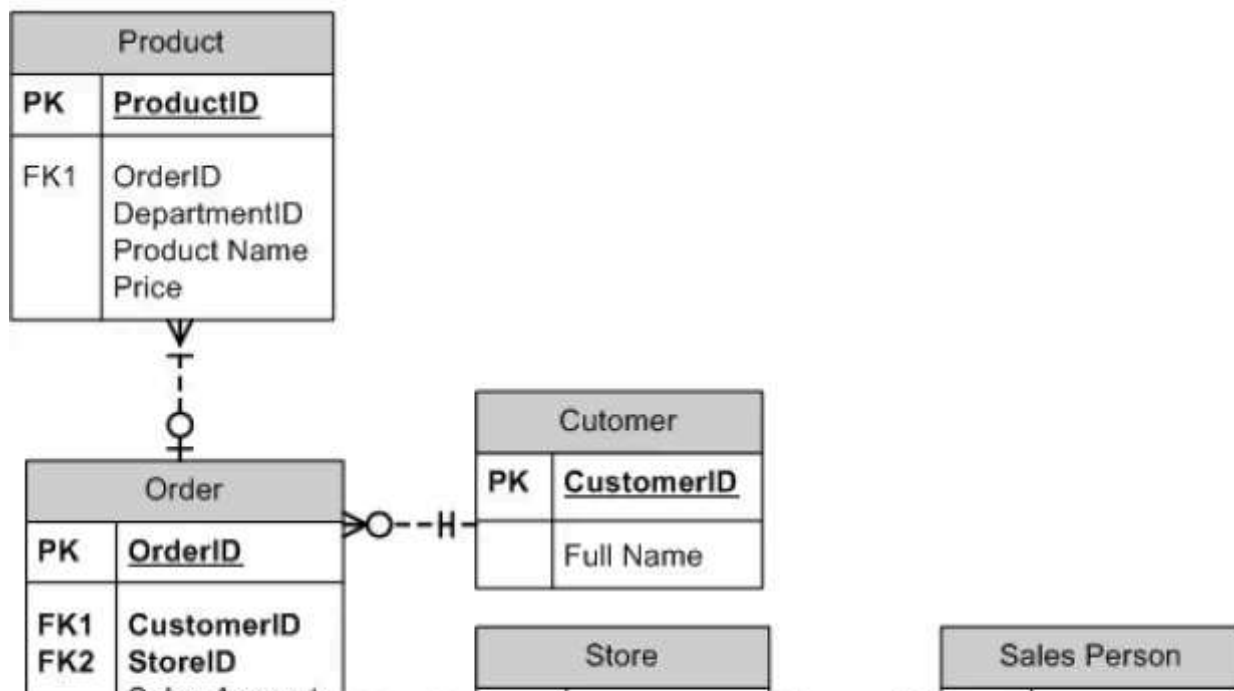 Product
PK ProductID
FK1 OrderID
DepartmentID
Product Name
Price
Cutomer
PK CustomerID
Full Name
Order
PK OrderID
FK1 CustomerID
FK2 StoreID
Store
Sales Person